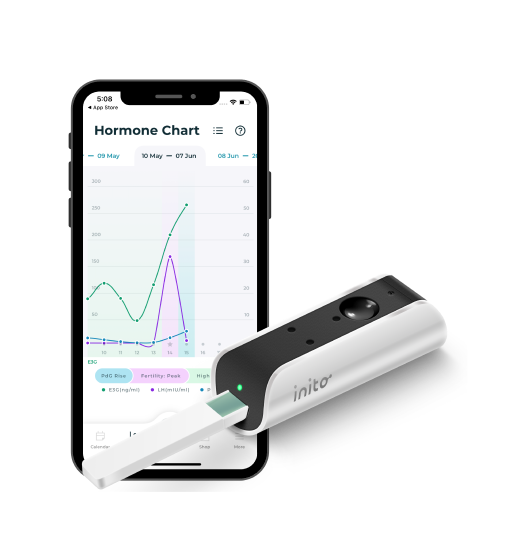 5:08
◀ App Store
Hormone Chart
— 09 May
10 May — 07 Jun
08 Jun — 2
300 60
250 50
200 40
150 30
100 20
50 10
10 11 12 13 14 15 16
E3G
PdG Rise
Fertility: Peak
High
E3G(ng/ml)
LH(mIU/ml)
P
Calendar
Shop
More
inito